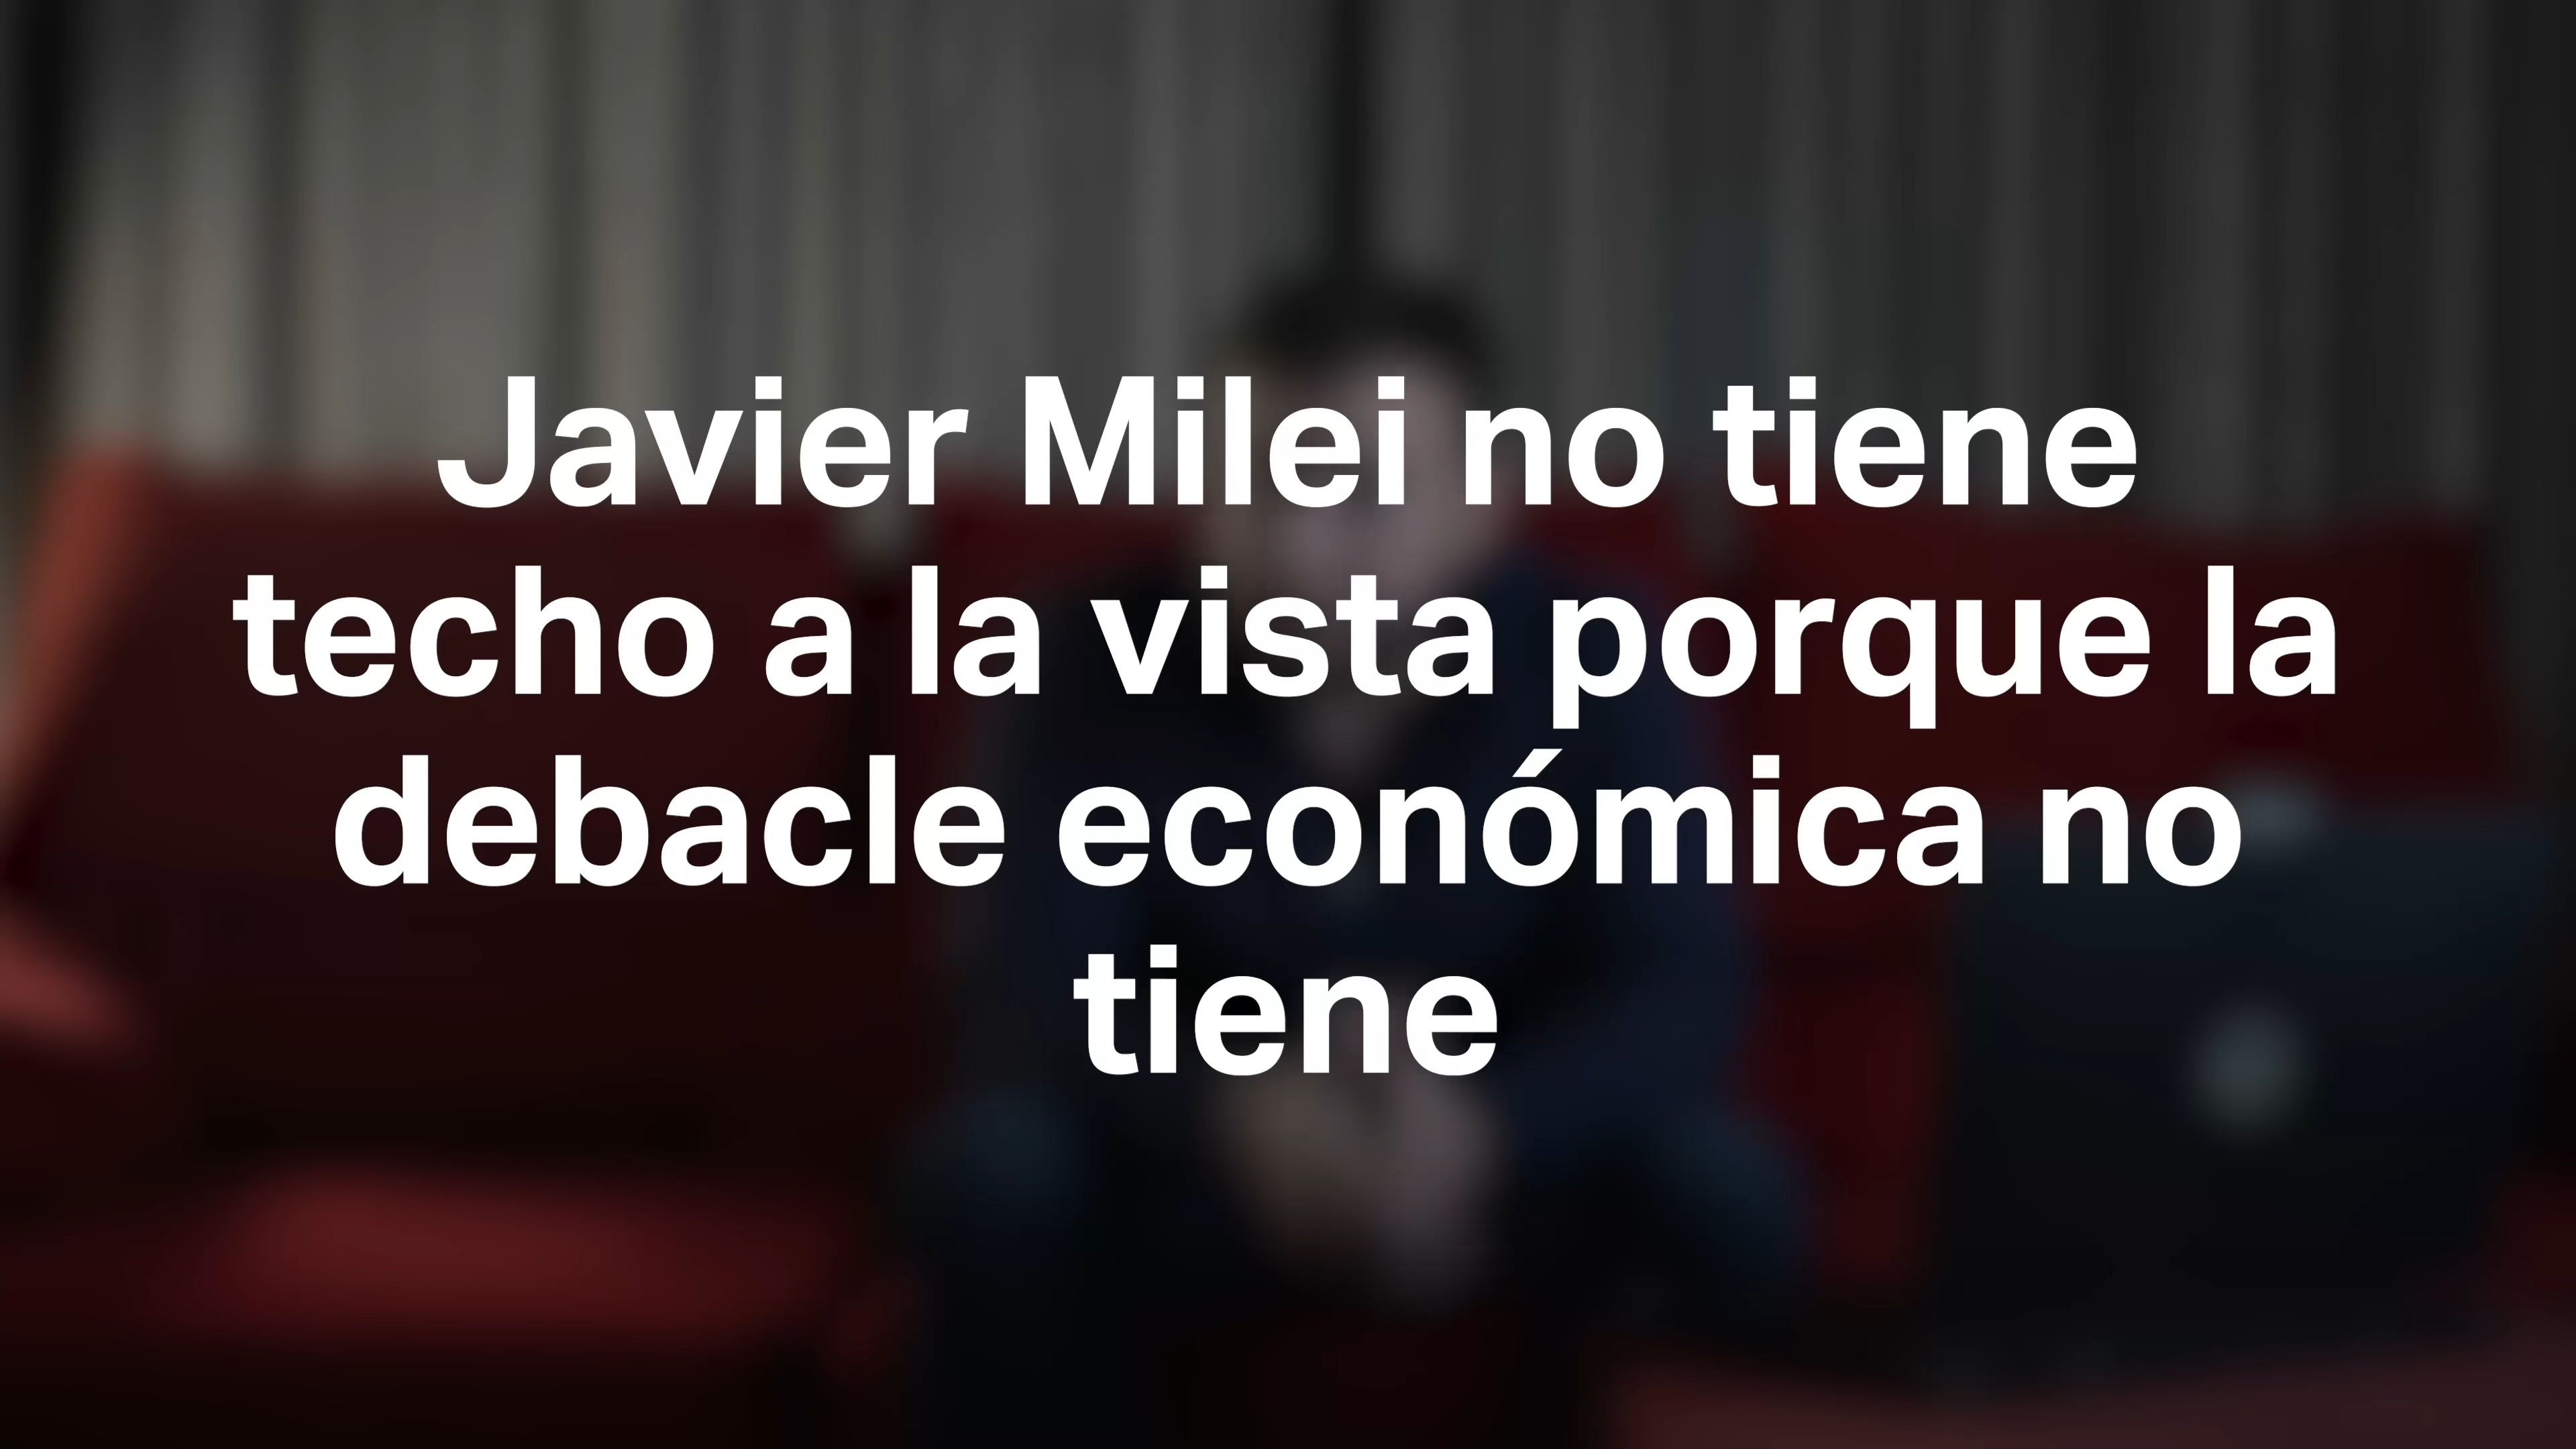 Javier Milei no tiene
techo a la vista porque la
debacle económica no
tiene